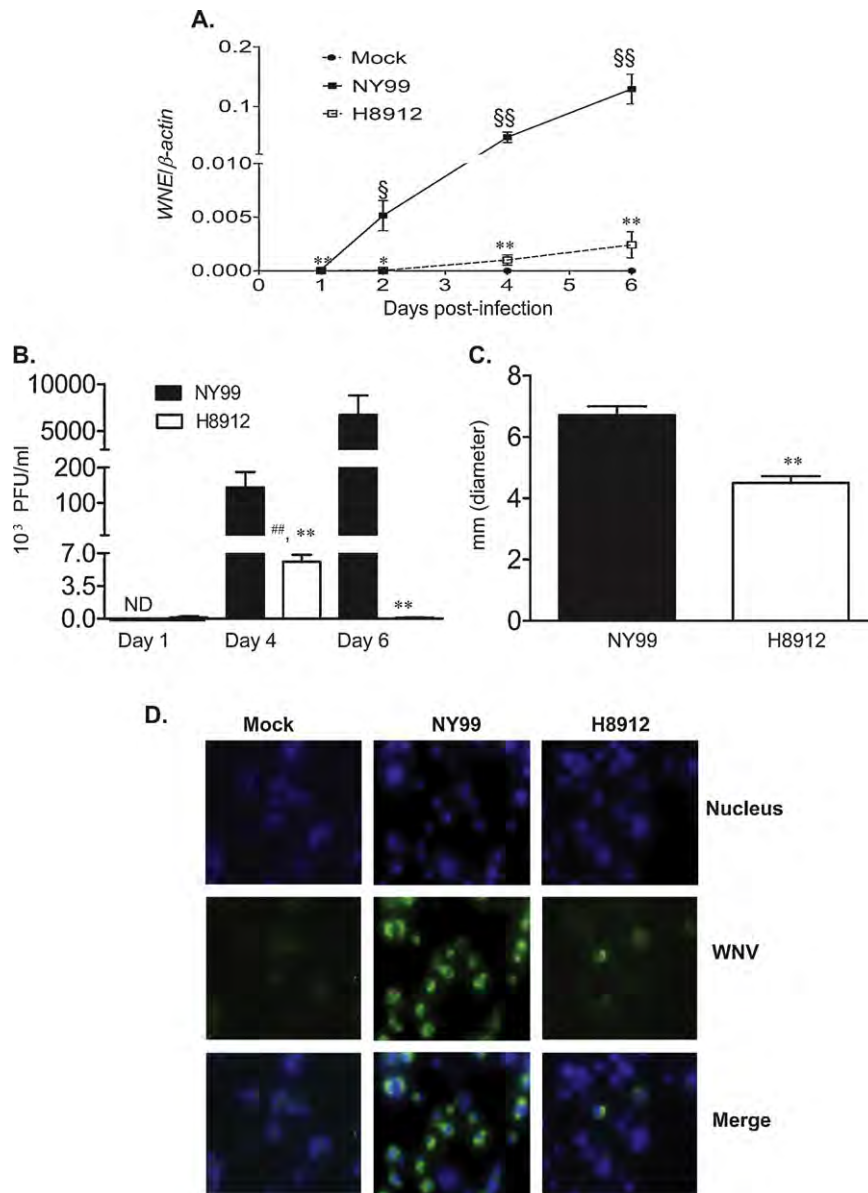 A.
0.2
0.1
0.010
0.005
0.000
WNE/β-actin
Mock
NY99
H8912
§
§§
§§
**
*
**
**
0 1 2 3 4 5 6
Days post-infection
B.
10000
5000
200
100
7.0
3.5
0.0
10³ PFU/ml
NY99
H8912
ND
##, **
**
Day 1 Day 4 Day 6
C.
8
6
4
2
0
mm (diameter)
**
NY99 H8912
D.
Mock NY99 H8912
Nucleus
WNV
Merge